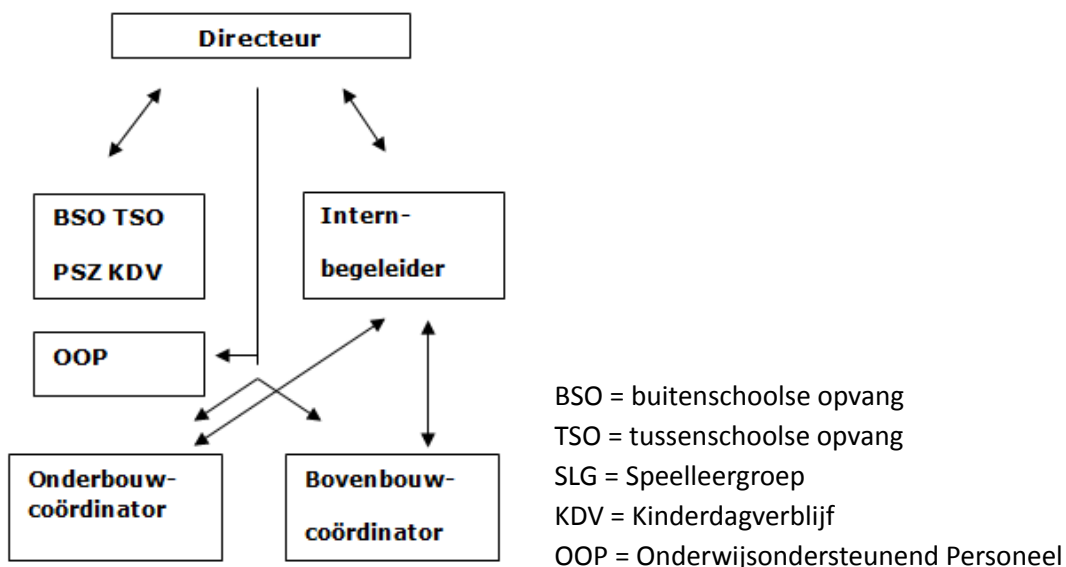 Directeur
BSO TSO
PSZ KDV
Intern-
begeleider
OOP
Onderbouw-
coördinator
Bovenbouw-
coördinator
BSO = buitenschoolse opvang
TSO = tussenschoolse opvang
SLG = Speelleergroep
KDV = Kinderdagverblijf
OOP = Onderwijsondersteunend Personeel